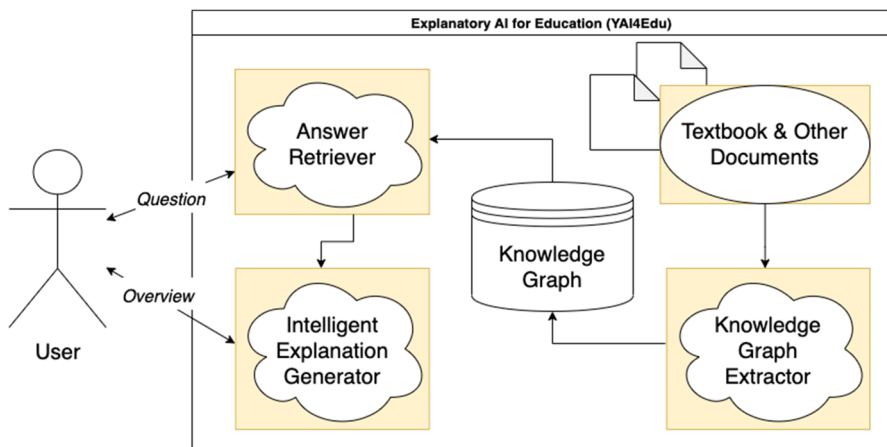 Explanatory AI for Education (YAI4Edu)
Answer
Retriever
Textbook & Other
Documents
Question
Knowledge
Graph
Overview
Intelligent
Explanation
Generator
Knowledge
Graph
Extractor
User